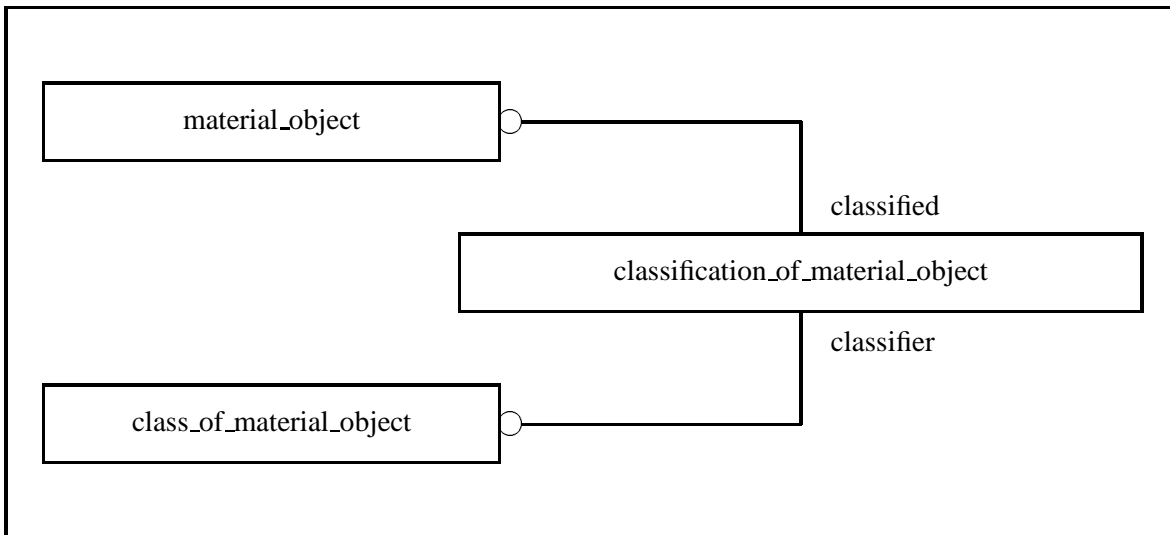 material_object
classified
classification_of_material_object
classifier
class_of_material_object